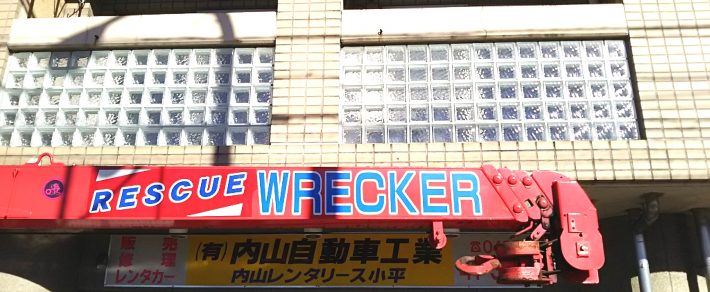 RESCUE WRECKER
販売
修理
レンタカー
(有)内山自動車工業
内山レンタリース小平
☎04